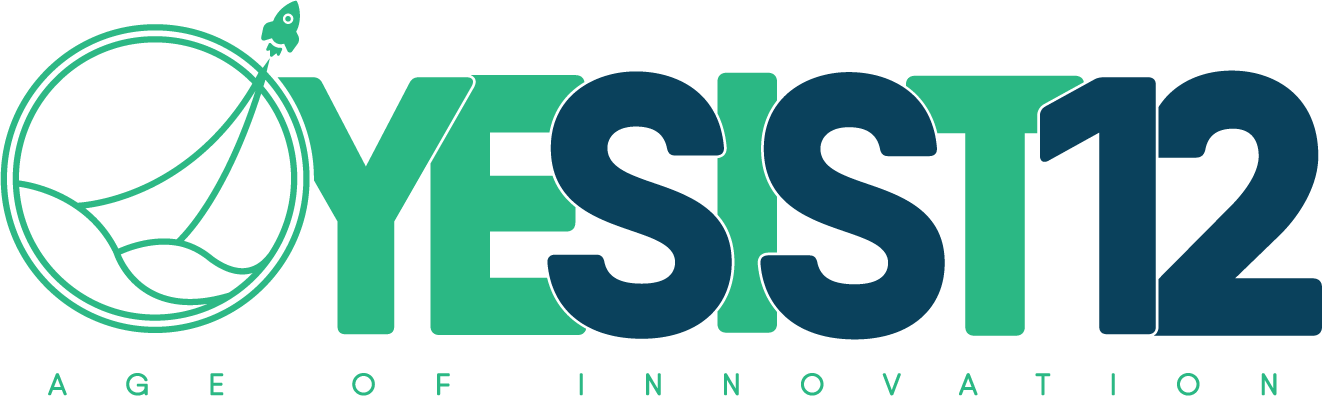 YESIST12
AGE OF INNOVATION